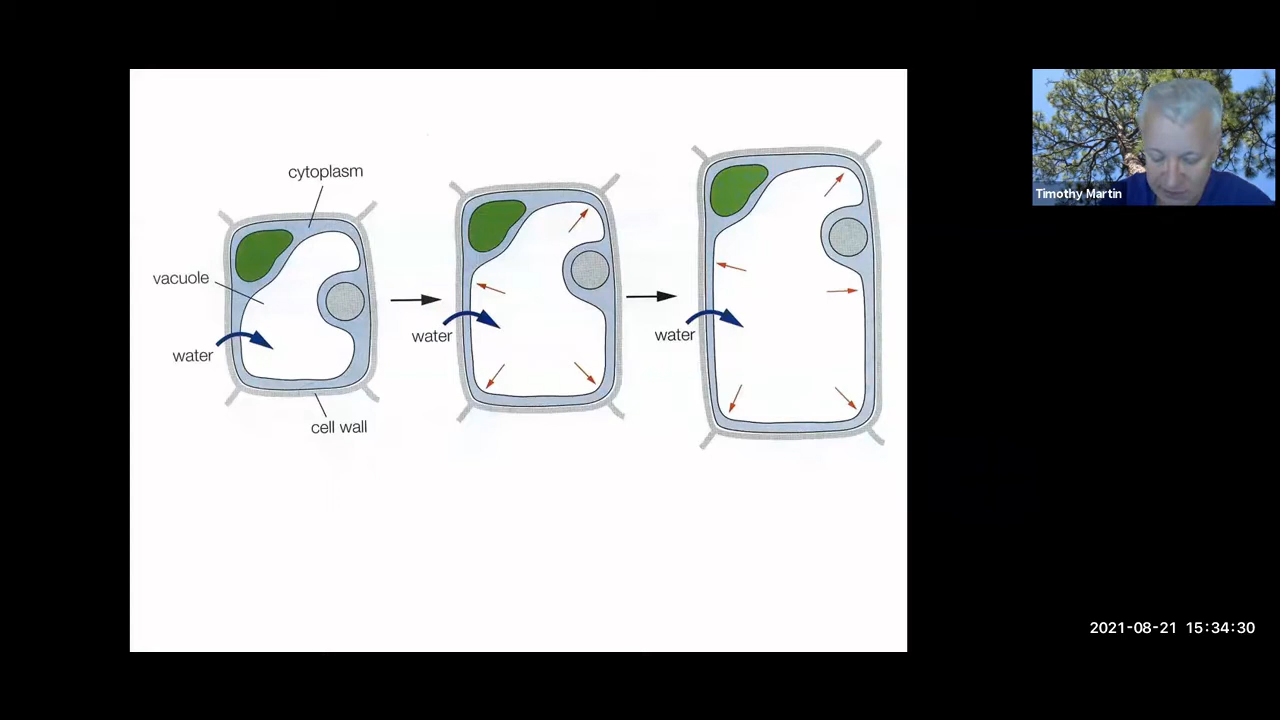 cytoplasm
vacuole
water
cell wall
water
water
Timothy Martin
2021-08-21 15:34:30